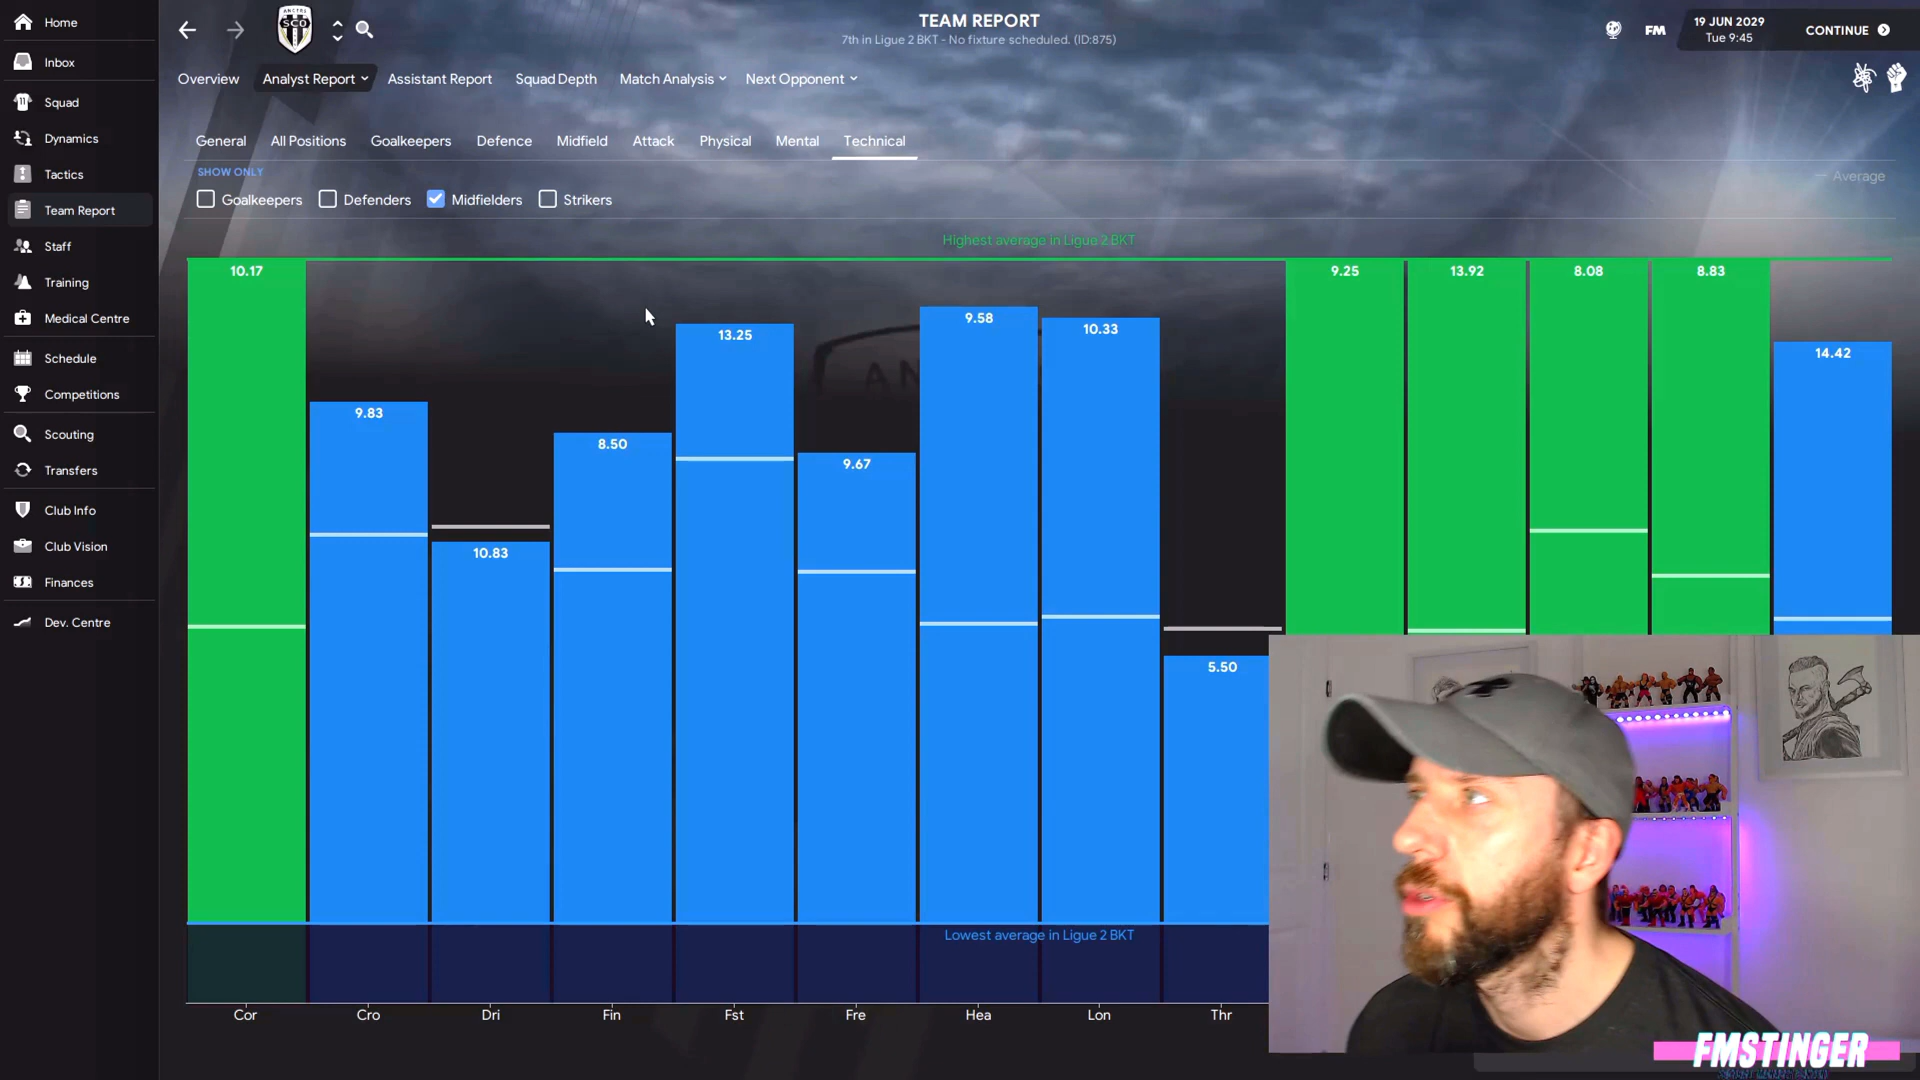 Home
Inbox
Squad
Dynamics
Tactics
Team Report
Staff
Training
Medical Centre
Schedule
Competitions
Scouting
Transfers
Club Info
Club Vision
Finances
Dev. Centre
ANGERS
SCO
TEAM REPORT
7th in Ligue 2 BKT - No fixture scheduled. (ID:875)
FM
19 JUN 2029
Tue 9:45
CONTINUE
Overview
Analyst Report
Assistant Report
Squad Depth
Match Analysis
Next Opponent
General
All Positions
Goalkeepers
Defence
Midfield
Attack
Physical
Mental
Technical
SHOW ONLY
Goalkeepers
Defenders
Midfielders
Strikers
Average
Highest average in Ligue 2 BKT
10.17
9.83
10.83
8.50
13.25
9.67
9.58
10.33
5.50
9.25
13.92
8.08
8.83
14.42
Lowest average in Ligue 2 BKT
Cor
Cro
Dri
Fin
Fst
Fre
Hea
Lon
Thr
FMSTINGER